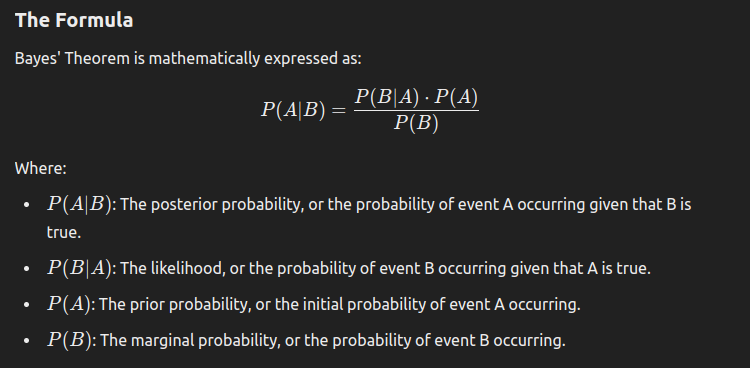 The Formula
Bayes' Theorem is mathematically expressed as:
P(A|B) = P(B|A) · P(A) / P(B)
Where:
• P(A|B): The posterior probability, or the probability of event A occurring given that B is
true.
• P(B|A): The likelihood, or the probability of event B occurring given that A is true.
• P(A): The prior probability, or the initial probability of event A occurring.
• P(B): The marginal probability, or the probability of event B occurring.